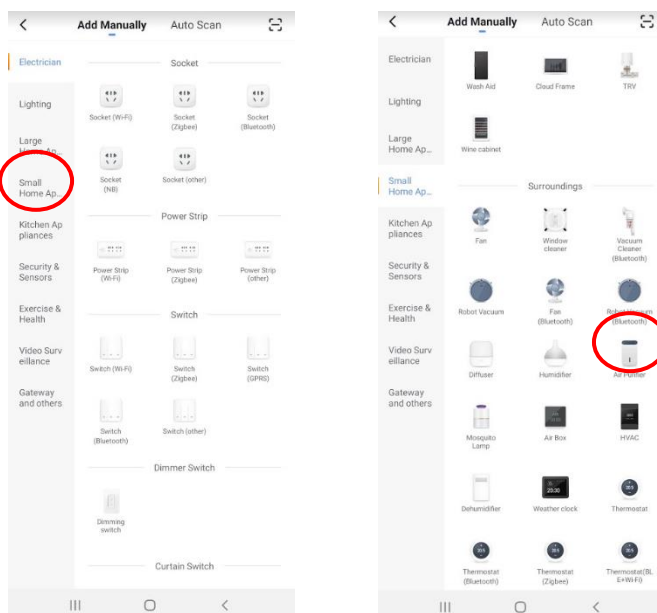 Add Manually Auto Scan
Electrician
Lighting
Large
Home Ap...
Small
Home Ap...
Kitchen Ap
pliances
Security &
Sensors
Exercise &
Health
Video Surv
eillance
Gateway
and others
Socket
Socket (Wi-Fi)
Socket
(Zigbee)
Socket
(Bluetooth)
Socket
(NB)
Socket (other)
Power Strip
Power Strip
(Wi-Fi)
Power Strip
(Zigbee)
Power Strip
(other)
Switch
Switch (Wi-Fi)
Switch
(Zigbee)
Switch
(GPRS)
Switch
(Bluetooth)
Switch (other)
Dimmer Switch
Dimming
switch
Curtain Switch
Add Manually Auto Scan
Electrician
Lighting
Large
Home Ap...
Small
Home Ap...
Kitchen Ap
pliances
Security &
Sensors
Exercise &
Health
Video Surv
eillance
Gateway
and others
Wash Aid
Cloud Frame
TRV
Wine cabinet
Surroundings
Fan
Window
cleaner
Vacuum
Cleaner
(Bluetooth)
Robot Vacuum
Fan
(Bluetooth)
Robot Vacuum
(Bluetooth)
Diffuser
Humidifier
Air Purifier
Mosquito
Lamp
Air Box
HVAC
Dehumidifier
Weather clock
Thermostat
Thermostat
(Bluetooth)
Thermostat
(Zigbee)
Thermostat(BL
E+Wi-Fi)